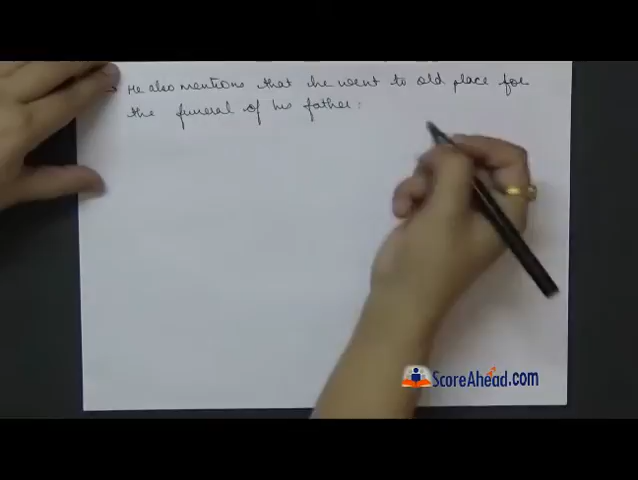 He also mentions that he went to old place for
the funeral of his father.
ScoreAhead.com